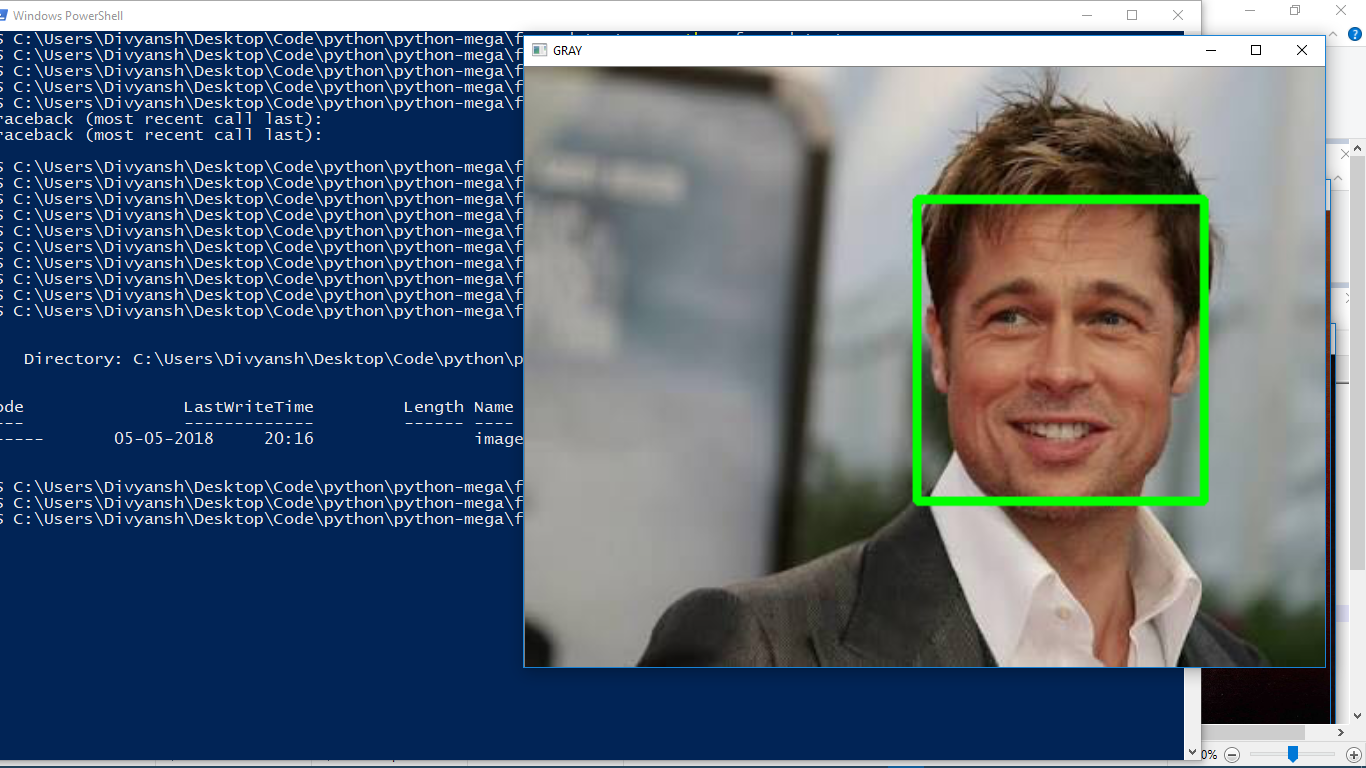 Windows PowerShell
S C:\Users\Divyansh\Desktop\Code\python\python-mega\f
S C:\Users\Divyansh\Desktop\Code\python\python-mega\f
S C:\Users\Divyansh\Desktop\Code\python\python-mega\f
S C:\Users\Divyansh\Desktop\Code\python\python-mega\f
S C:\Users\Divyansh\Desktop\Code\python\python-mega\f
raceback (most recent call last):
raceback (most recent call last):
S C:\Users\Divyansh\Desktop\Code\python\python-mega\f
S C:\Users\Divyansh\Desktop\Code\python\python-mega\f
S C:\Users\Divyansh\Desktop\Code\python\python-mega\f
S C:\Users\Divyansh\Desktop\Code\python\python-mega\f
S C:\Users\Divyansh\Desktop\Code\python\python-mega\f
S C:\Users\Divyansh\Desktop\Code\python\python-mega\f
S C:\Users\Divyansh\Desktop\Code\python\python-mega\f
S C:\Users\Divyansh\Desktop\Code\python\python-mega\f
S C:\Users\Divyansh\Desktop\Code\python\python-mega\f
S C:\Users\Divyansh\Desktop\Code\python\python-mega\f
Directory: C:\Users\Divyansh\Desktop\Code\python\p
ode LastWriteTime Length Name
--- ------------- ------ ----
----- 05-05-2018 20:16 image
S C:\Users\Divyansh\Desktop\Code\python\python-mega\f
S C:\Users\Divyansh\Desktop\Code\python\python-mega\f
S C:\Users\Divyansh\Desktop\Code\python\python-mega\f
GRAY
0%